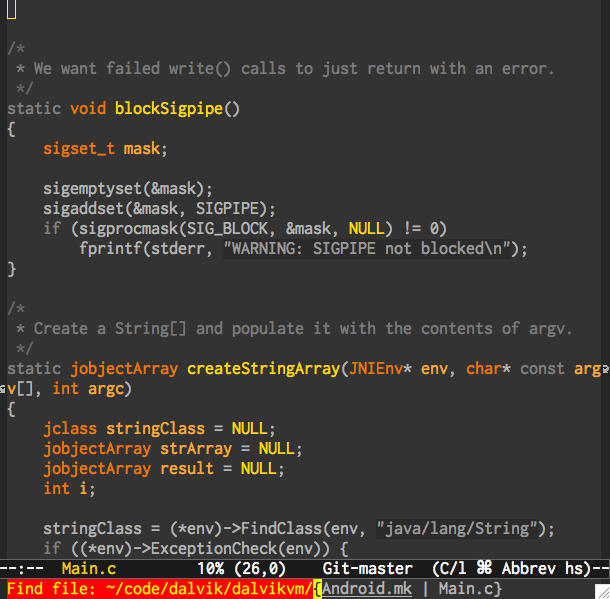 /*
 * We want failed write() calls to just return with an error.
 */
static void blockSigpipe()
{
    sigset_t mask;

    sigemptyset(&mask);
    sigaddset(&mask, SIGPIPE);
    if (sigprocmask(SIG_BLOCK, &mask, NULL) != 0)
        fprintf(stderr, "WARNING: SIGPIPE not blocked\n");
}

/*
 * Create a String[] and populate it with the contents of argv.
 */
static jobjectArray createStringArray(JNIEnv* env, char* const arg
v[], int argc)
{
    jclass stringClass = NULL;
    jobjectArray strArray = NULL;
    jobjectArray result = NULL;
    int i;

    stringClass = (*env)->FindClass(env, "java/lang/String");
    if ((*env)->ExceptionCheck(env)) {
--:--  Main.c         10% (26,0)     Git-master  (C/l ⌘ Abbrev hs)--
Find file: ~/code/dalvik/dalvikvm/{Android.mk | Main.c}